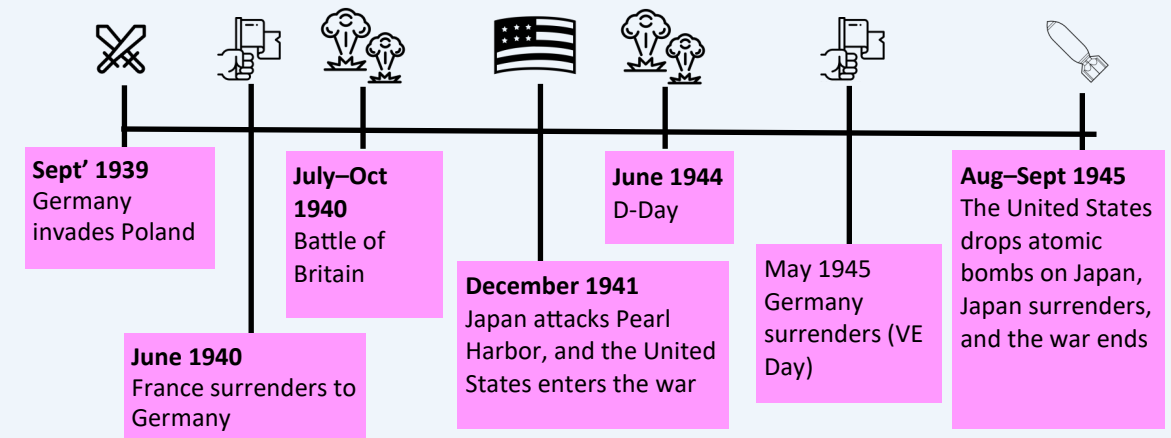 Sept’ 1939
Germany
invades Poland
June 1940
France surrenders to
Germany
July–Oct
1940
Battle of
Britain
December 1941
Japan attacks Pearl
Harbor, and the United
States enters the war
June 1944
D-Day
May 1945
Germany
surrenders (VE
Day)
Aug–Sept 1945
The United States
drops atomic
bombs on Japan,
Japan surrenders,
and the war ends